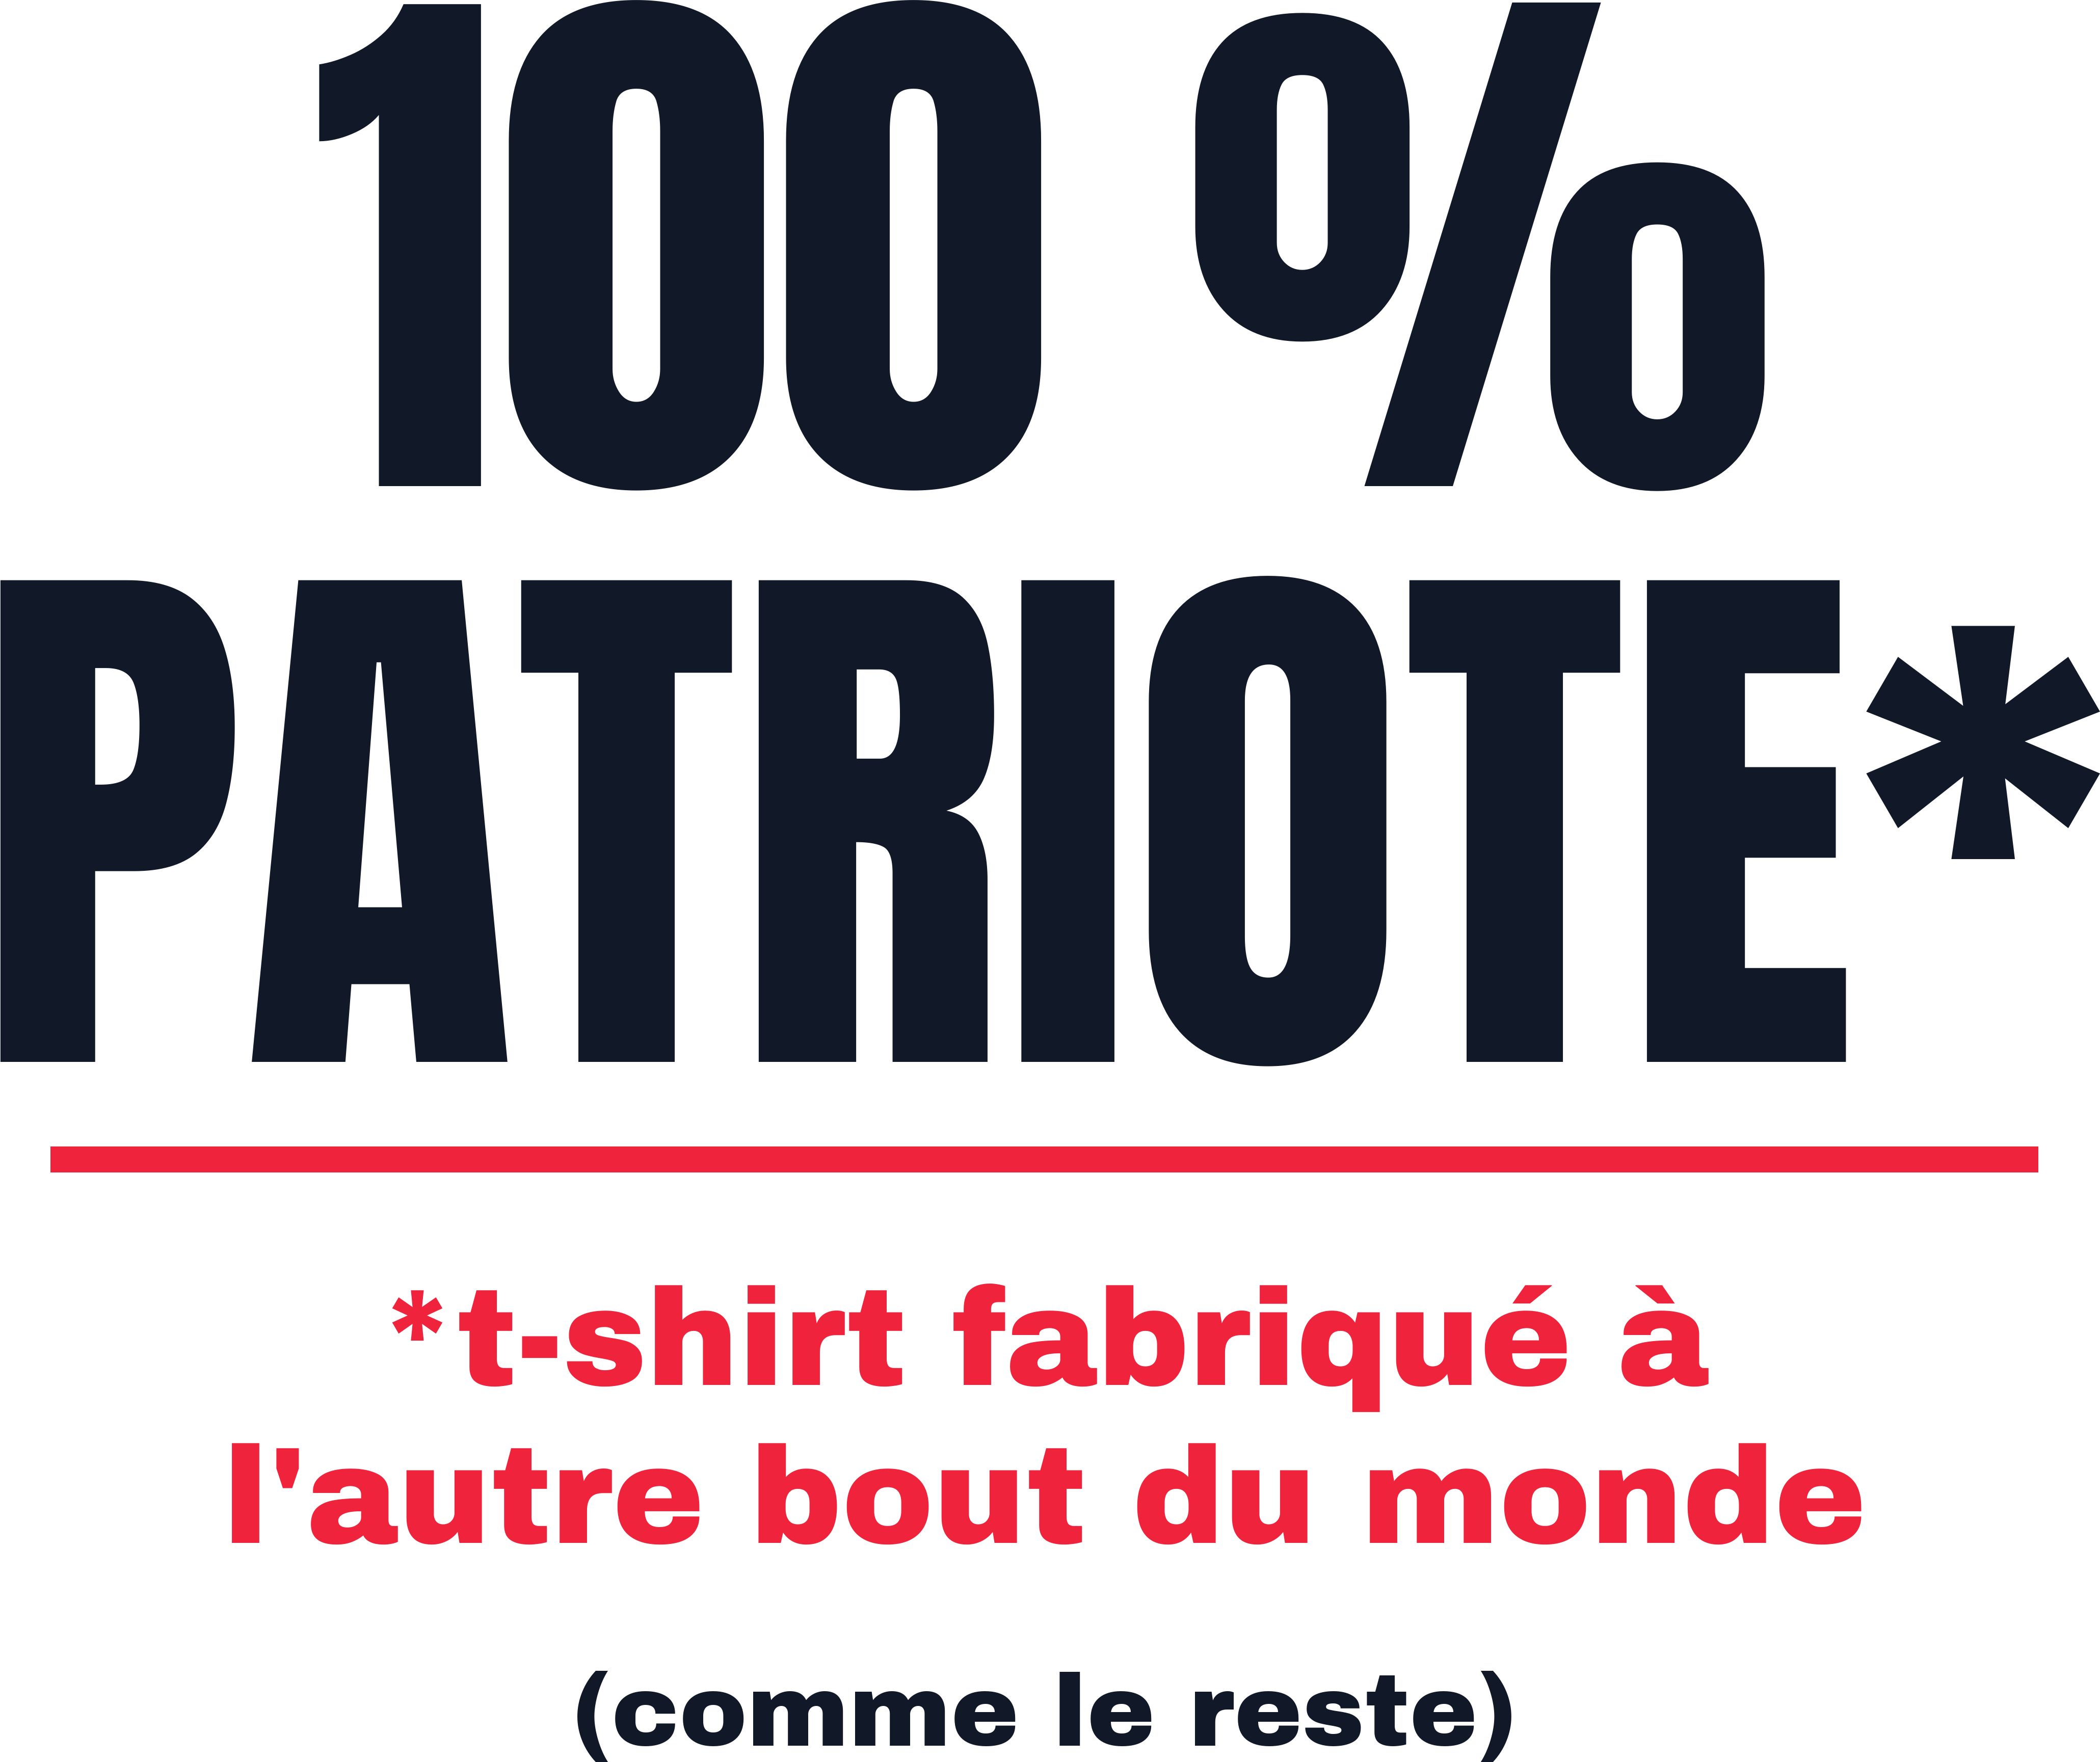 100 %
PATRIOTE*
*t-shirt fabriqué à
l'autre bout du monde
(comme le reste)